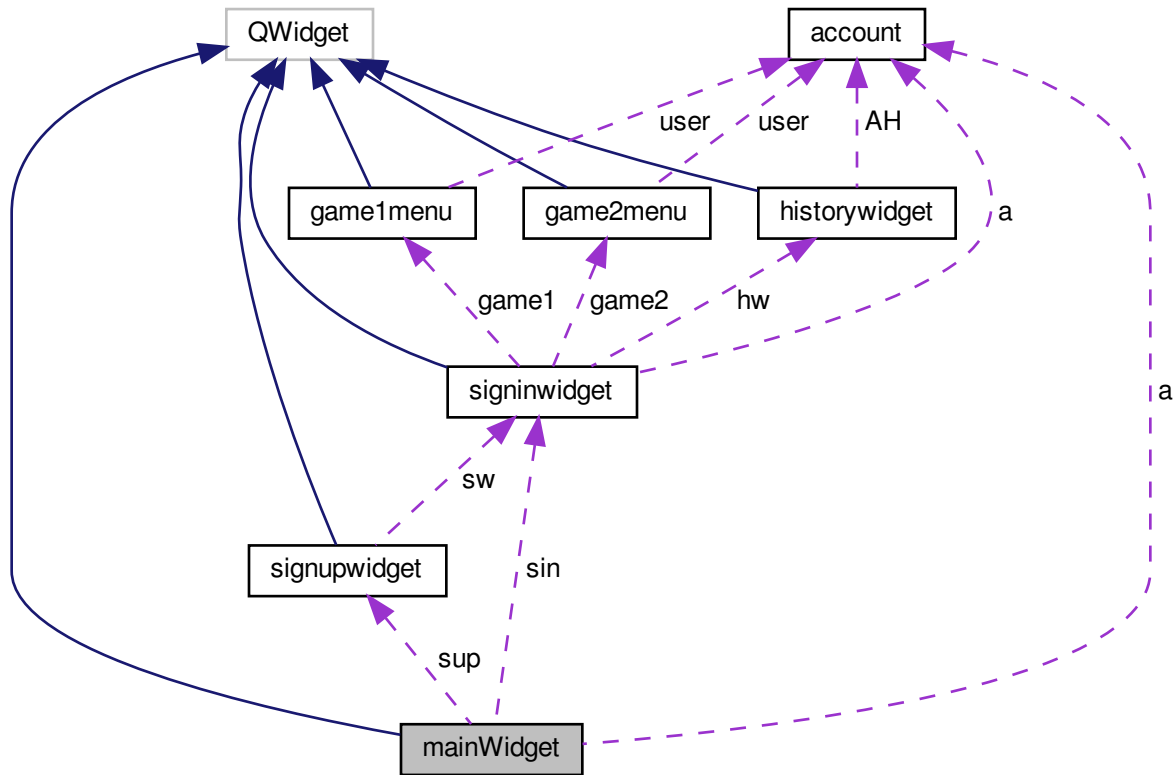 QWidget
account
user
user
AH
game1menu
game2menu
historywidget
a
game1
game2
hw
signinwidget
a
sw
signupwidget
sin
sup
mainWidget